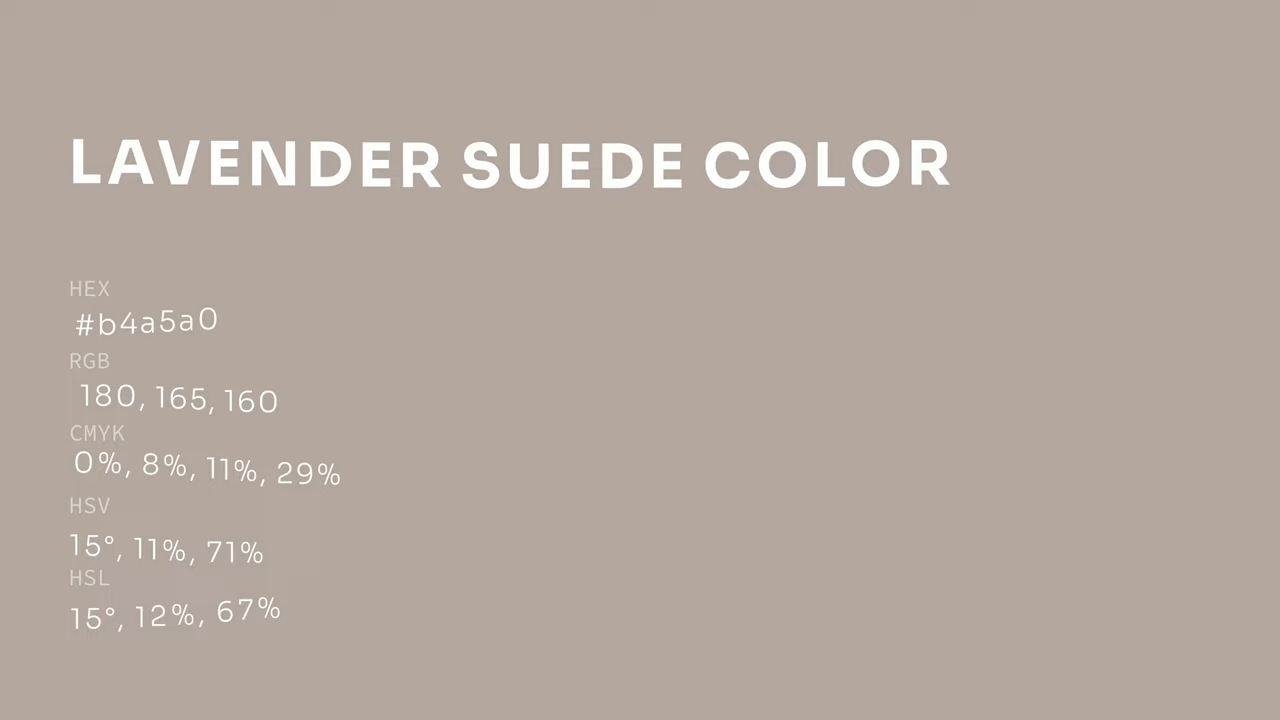 LAVENDER SUEDE COLOR
HEX
#b4a5a0
RGB
180, 165, 160
CMYK
0%, 8%, 11%, 29%
HSV
15°, 11%, 71%
HSL
15°, 12%, 67%